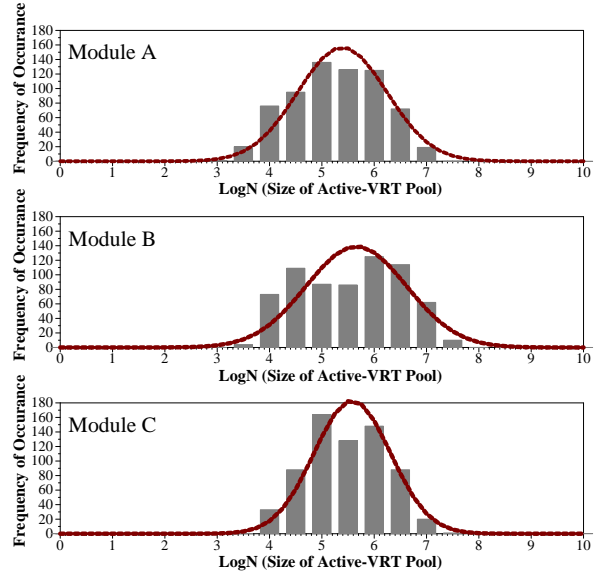 Frequency of Occurance
180
160
140
120
100
80
60
40
20
0
Module A
0 1 2 3 4 5 6 7 8 9 10
LogN (Size of Active-VRT Pool)
Frequency of Occurance
180
160
140
120
100
80
60
40
20
0
Module B
0 1 2 3 4 5 6 7 8 9 10
LogN (Size of Active-VRT Pool)
Frequency of Occurance
180
160
140
120
100
80
60
40
20
0
Module C
0 1 2 3 4 5 6 7 8 9 10
LogN (Size of Active-VRT Pool)